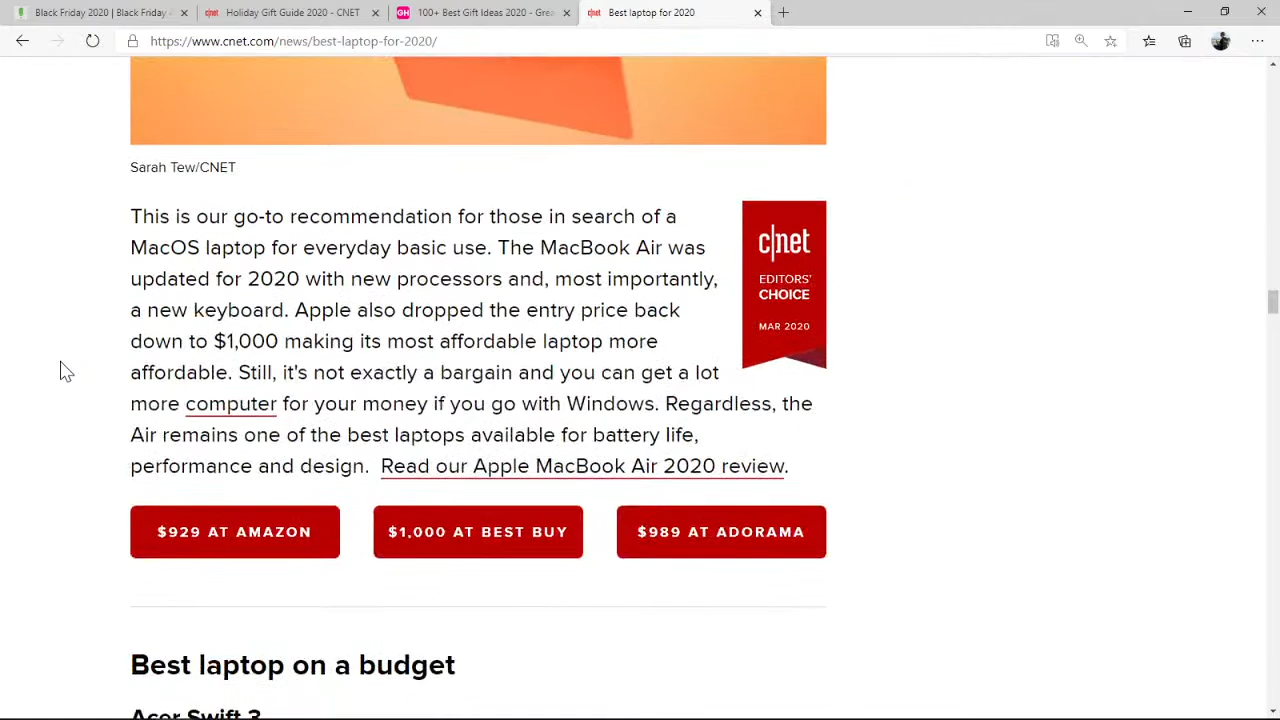 Black Friday 2020 | Black Friday
Holiday Gift Guide 2020 - CNET
100+ Best Gift Ideas 2020 - Grea
Best laptop for 2020
https://www.cnet.com/news/best-laptop-for-2020/
Sarah Tew/CNET
This is our go-to recommendation for those in search of a
MacOS laptop for everyday basic use. The MacBook Air was
updated for 2020 with new processors and, most importantly,
a new keyboard. Apple also dropped the entry price back
down to $1,000 making its most affordable laptop more
affordable. Still, it's not exactly a bargain and you can get a lot
more computer for your money if you go with Windows. Regardless, the
Air remains one of the best laptops available for battery life,
performance and design. Read our Apple MacBook Air 2020 review.
c|net
EDITORS'
CHOICE
MAR 2020
$929 AT AMAZON
$1,000 AT BEST BUY
$989 AT ADORAMA
Best laptop on a budget
Acer Swift 3